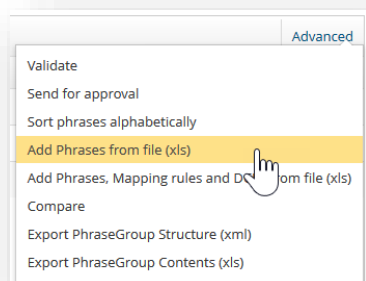 Advanced
Validate
Send for approval
Sort phrases alphabetically
Add Phrases from file (xls)
Add Phrases, Mapping rules and from file (xls)
Compare
Export PhraseGroup Structure (xml)
Export PhraseGroup Contents (xls)